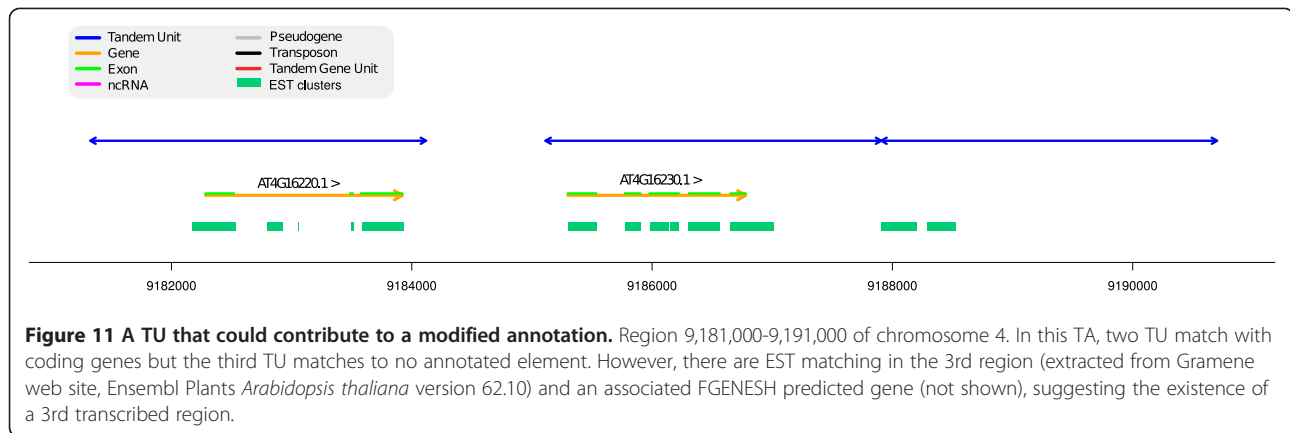 Tandem Unit
Gene
Exon
ncRNA
Pseudogene
Transposon
Tandem Gene Unit
EST clusters
AT4G16220.1 >
AT4G16230.1 >
9182000
9184000
9186000
9188000
9190000
Figure 11 A TU that could contribute to a modified annotation. Region 9,181,000-9,191,000 of chromosome 4. In this TA, two TU match with
coding genes but the third TU matches to no annotated element. However, there are EST matching in the 3rd region (extracted from Gramene
web site, Ensembl Plants Arabidopsis thaliana version 62.10) and an associated FGENESH predicted gene (not shown), suggesting the existence of
a 3rd transcribed region.